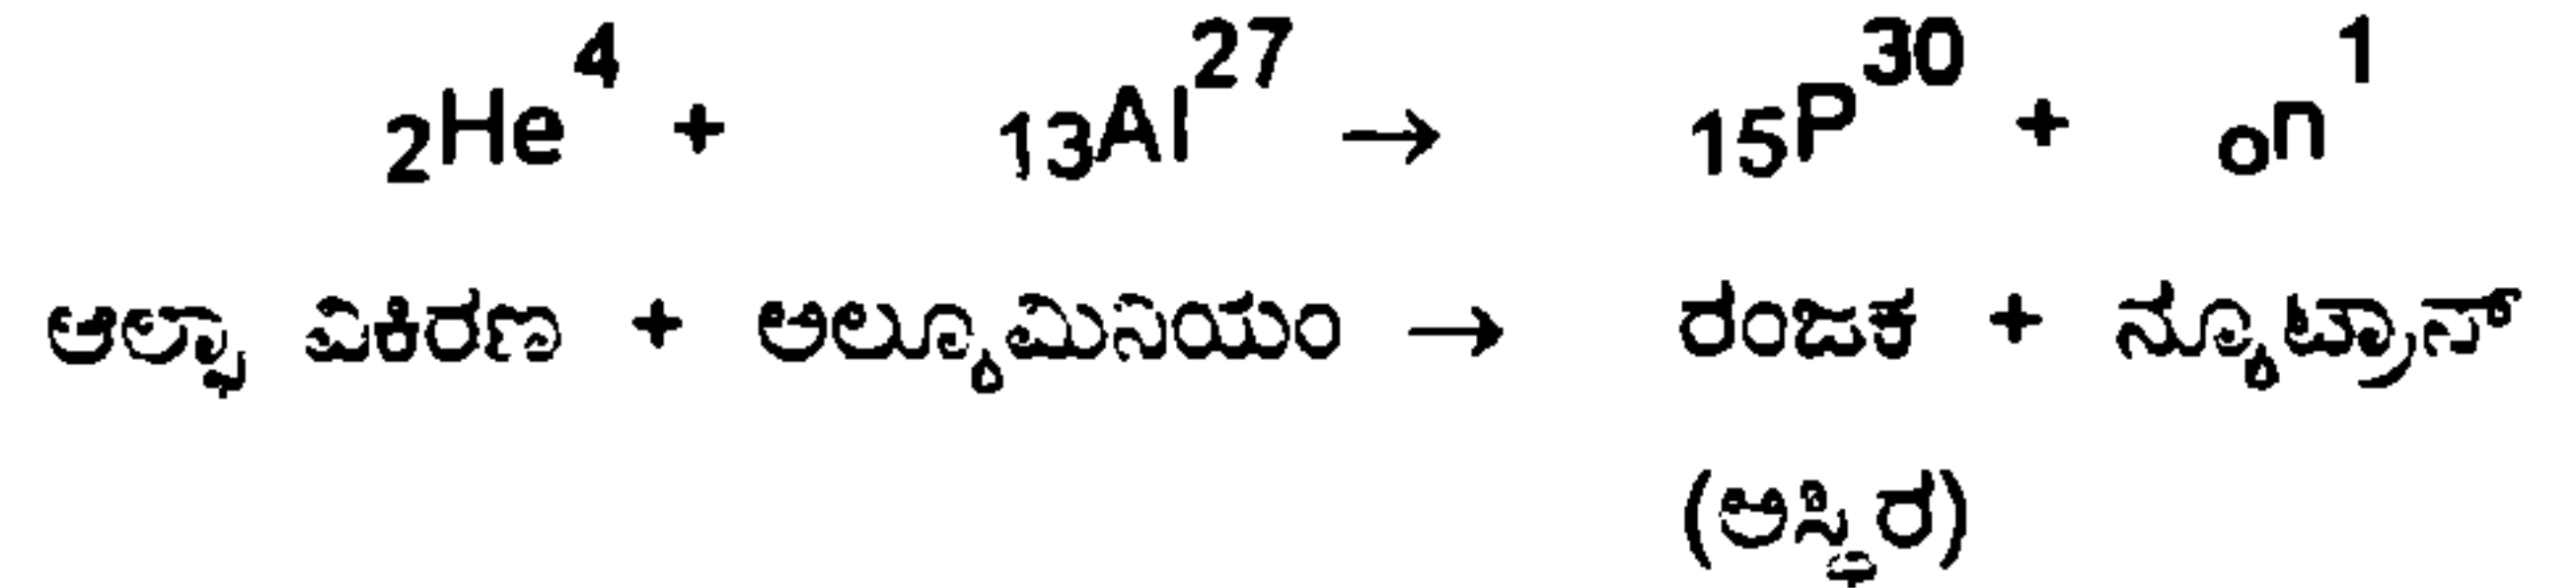 ₂He⁴ + ₁₃Al²⁷ → ₁₅P³⁰ + ₀n¹
ಆಲ್ಫಾ ವಿಕಿರಣ + ಅಲ್ಯೂಮಿನಿಯಂ → ರಂಜಕ + ನ್ಯೂಟ್ರಾನ್
(ಅಸ್ಥಿರ)